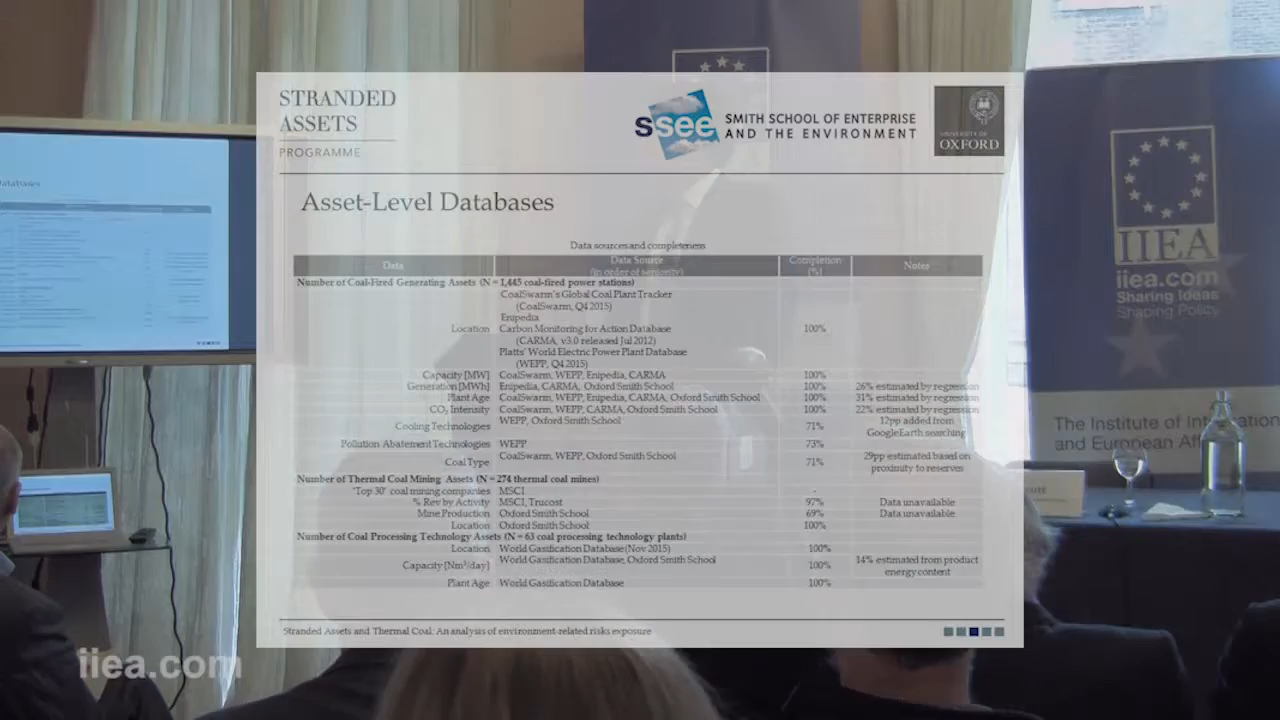 STRANDED
ASSETS
PROGRAMME
ssee
SMITH SCHOOL OF ENTERPRISE
AND THE ENVIRONMENT
UNIVERSITY OF
OXFORD
Asset-Level Databases
Data sources and completeness
Data Data Source (in order of seniority) Completion (%) Notes
Number of Coal-Fired Generating Assets (N = 1,445 coal-fired power stations)
CoalSwarm's Global Coal Plant Tracker
(CoalSwarm, Q4 2015)
Enipedia
Location Carbon Monitoring for Action Database 100%
(CARMA, v3.0 released Jul 2012)
Platts' World Electric Power Plant Database
(WEPP, Q4 2015)
Capacity [MW] CoalSwarm, WEPP, Enipedia, CARMA 100%
Generation [MWh] Enipedia, CARMA, Oxford Smith School 100% 26% estimated by regression
Plant Age CoalSwarm, WEPP, Enipedia, CARMA, Oxford Smith School 100% 31% estimated by regression
CO₂ Intensity CoalSwarm, WEPP, CARMA, Oxford Smith School 100% 22% estimated by regression
Cooling Technologies WEPP, Oxford Smith School 71% 12pp added from GoogleEarth searching
Pollution Abatement Technologies WEPP 73%
Coal Type CoalSwarm, WEPP, Oxford Smith School 71% 29pp estimated based on proximity to reserves
Number of Thermal Coal Mining Assets (N = 274 thermal coal mines)
'Top 30' coal mining companies MSCI -
% Rev by Activity MSCI, Trucost 97% Data unavailable
Mine Production Oxford Smith School 69% Data unavailable
Location Oxford Smith School 100%
Number of Coal Processing Technology Assets (N = 63 coal processing technology plants)
Location World Gasification Database (Nov 2015) 100%
Capacity [Nm³/day] World Gasification Database, Oxford Smith School 100% 14% estimated from product energy content
Plant Age World Gasification Database 100%
Stranded Assets and Thermal Coal: An analysis of environment-related risks exposure
IIEA
iiea.com
Sharing Ideas
Shaping Policy
The Institute of International
and European
iiea.com